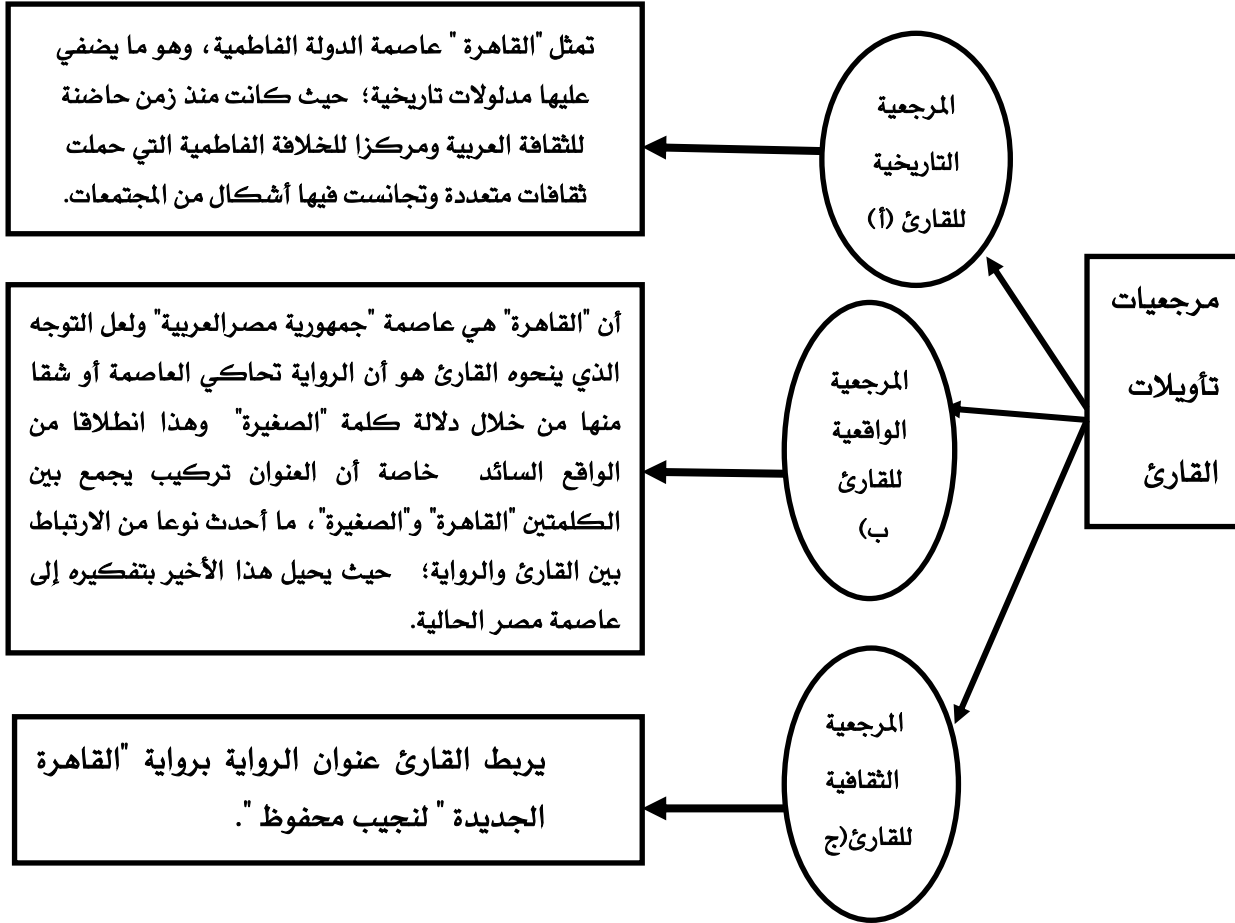 مرجعيات
تأويلات
القارئ
المرجعية
التاريخية
للقارئ (أ)
تمثل "القاهرة " عاصمة الدولة الفاطمية، وهو ما يضفي
عليها مدلولات تاريخية؛ حيث كانت منذ زمن حاضنة
للثقافة العربية ومركزا للخلافة الفاطمية التي حملت
ثقافات متعددة وتجانست فيها أشكال من المجتمعات.
المرجعية
الواقعية
للقارئ
ب)
أن "القاهرة" هي عاصمة "جمهورية مصرالعربية" ولعل التوجه
الذي ينحوه القارئ هو أن الرواية تحاكي العاصمة أو شقا
منها من خلال دلالة كلمة "الصغيرة" وهذا انطلاقا من
الواقع السائد خاصة أن العنوان تركيب يجمع بين
الكلمتين "القاهرة" و"الصغيرة"، ما أحدث نوعا من الارتباط
بين القارئ والرواية؛ حيث يحيل هذا الأخير بتفكيره إلى
عاصمة مصر الحالية.
المرجعية
الثقافية
للقارئ(ج
يربط القارئ عنوان الرواية برواية "القاهرة
الجديدة " لنجيب محفوظ ".